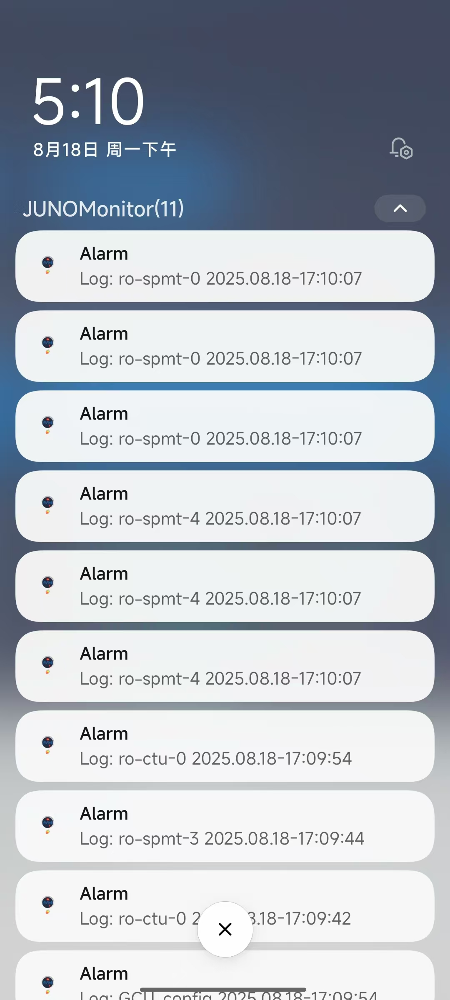 5:10
8月18日 周一下午
JUNOMonitor(11)
Alarm
Log: ro-spmt-0 2025.08.18-17:10:07
Alarm
Log: ro-spmt-0 2025.08.18-17:10:07
Alarm
Log: ro-spmt-0 2025.08.18-17:10:07
Alarm
Log: ro-spmt-4 2025.08.18-17:10:07
Alarm
Log: ro-spmt-4 2025.08.18-17:10:07
Alarm
Log: ro-spmt-4 2025.08.18-17:10:07
Alarm
Log: ro-ctu-0 2025.08.18-17:09:54
Alarm
Log: ro-spmt-3 2025.08.18-17:09:44
Alarm
Log: ro-ctu-0 2 8.18-17:09:42
Alarm
Log: GCU_config 2025.08.18-17:09:54